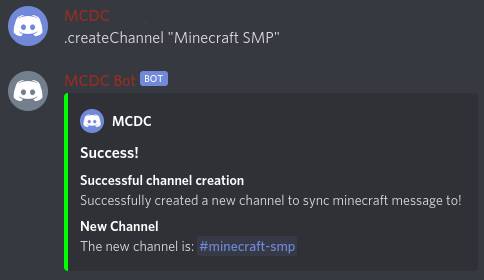 MCDC
.createChannel "Minecraft SMP"
MCDC Bot BOT
MCDC
Success!
Successful channel creation
Successfully created a new channel to sync minecraft message to!
New Channel
The new channel is: #minecraft-smp